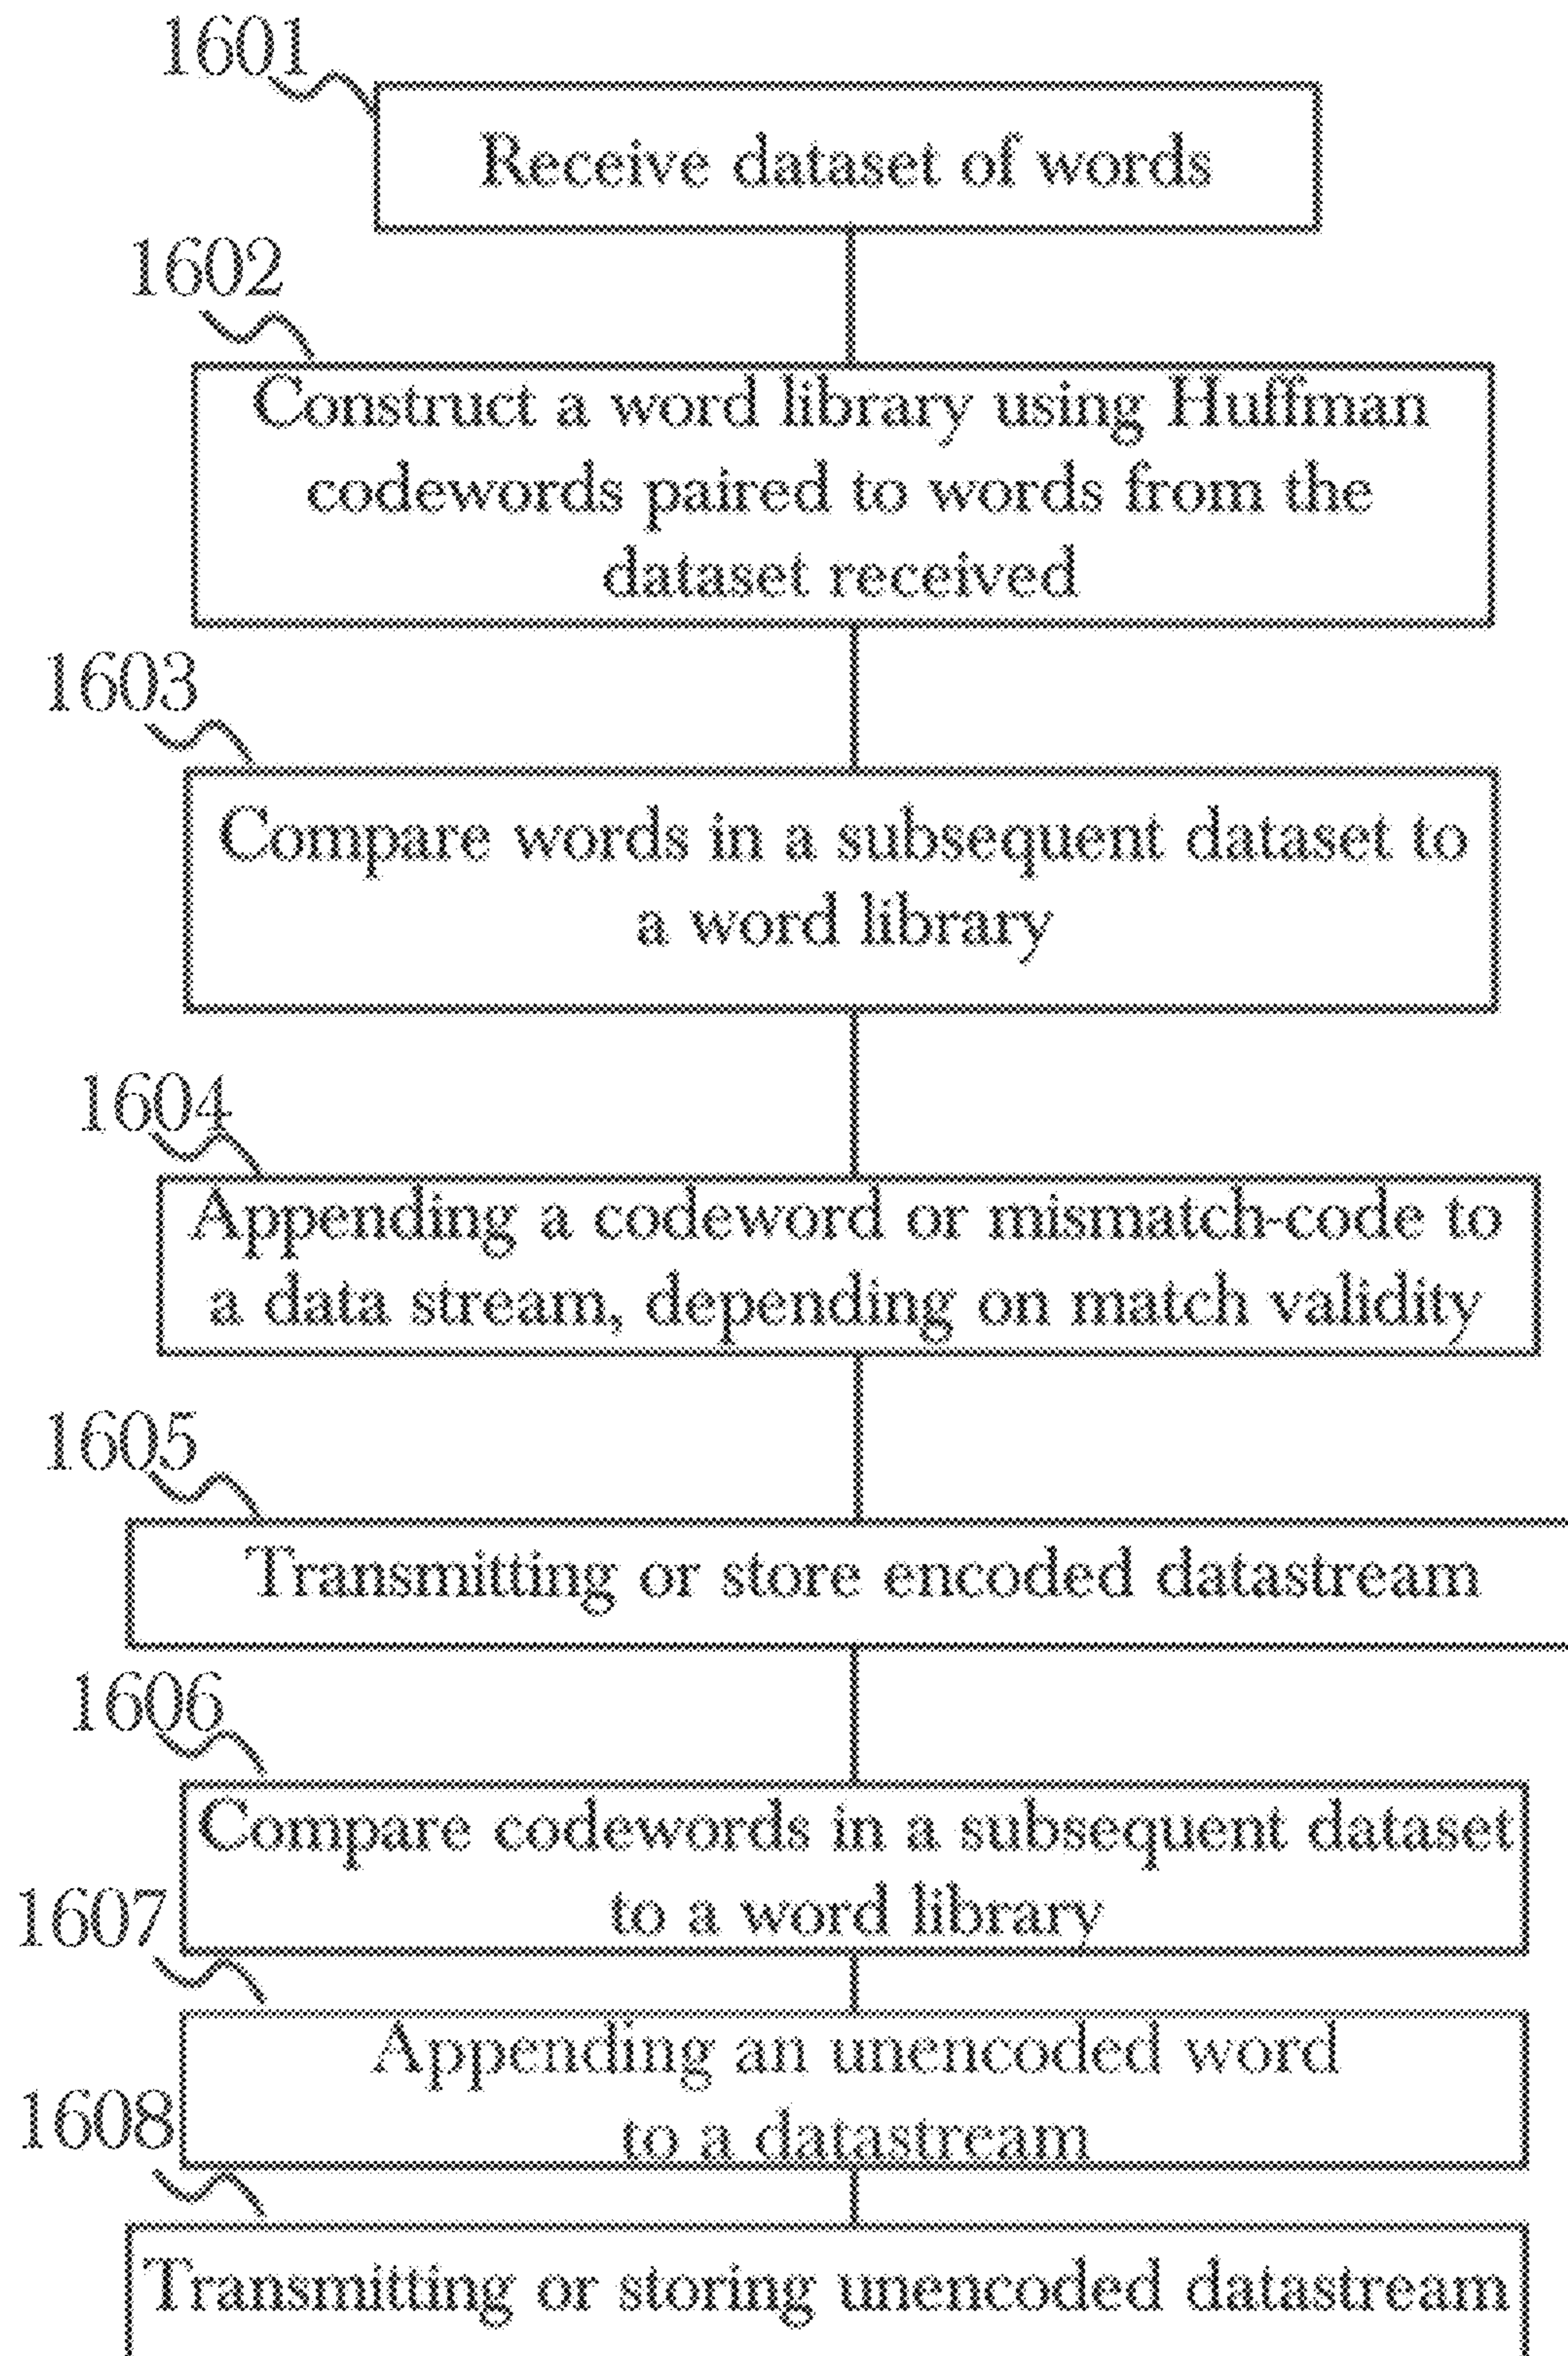 1601
Receive dataset of words
1602
Construct a word library using Huffman
codewords paired to words from the
dataset received
1603
Compare words in a subsequent dataset to
a word library
1604
Appending a codeword or mismatch-code to
a data stream, depending on match validity
1605
Transmitting or store encoded datastream
1606
Compare codewords in a subsequent dataset
to a word library
1607
Appending an unencoded word
to a datastream
1608
Transmitting or storing unencoded datastream